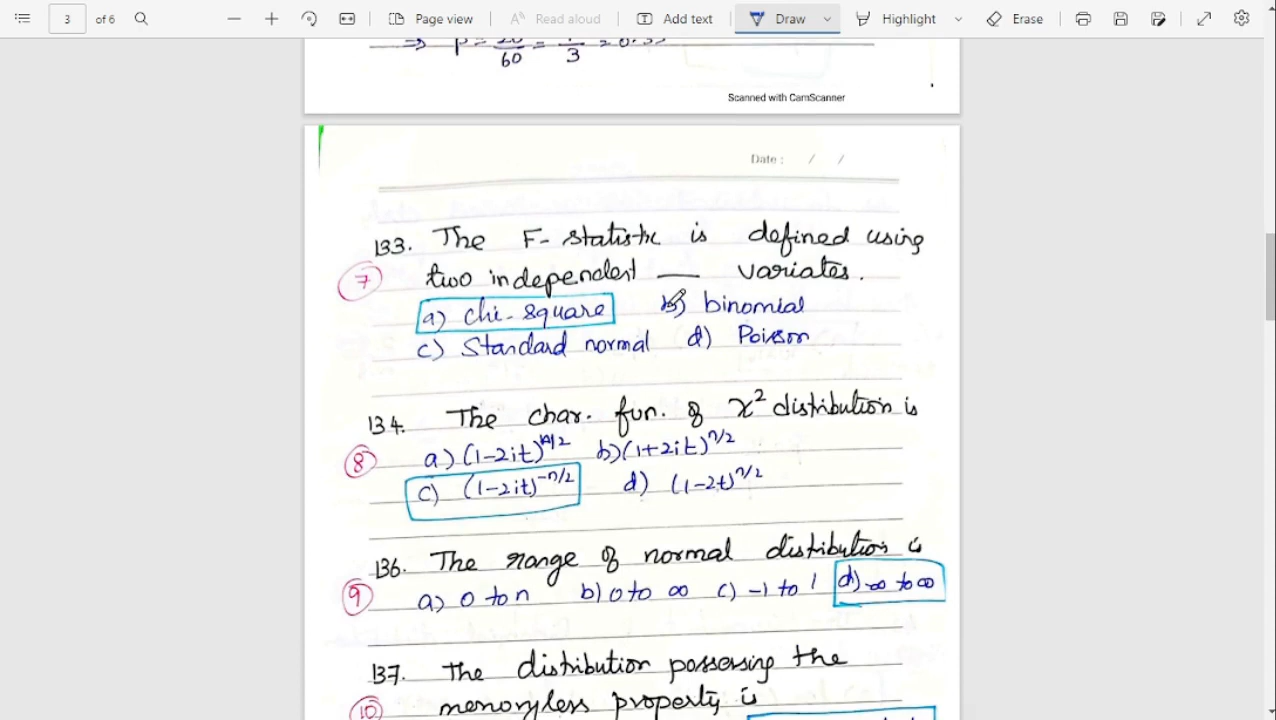 3 of 6 Page view Read aloud Add text Draw Highlight Erase
60 3
Scanned with CamScanner
Date : / /
133. The F- statistic is defined using
7 two independent __ variates.
a) chi-square b) binomial
c) Standard normal d) Poisson
134. The char. fun. of χ² distribution is
8 a) (1-2it)^n/2 b) (1+2it)^n/2
c) (1-2it)^-n/2 d) (1-2t)^n/2
136. The range of normal distribution is
9 a) 0 to n b) 0 to ∞ c) -1 to 1 d) -∞ to ∞
137. The distribution possessing the
10 memoryless property is